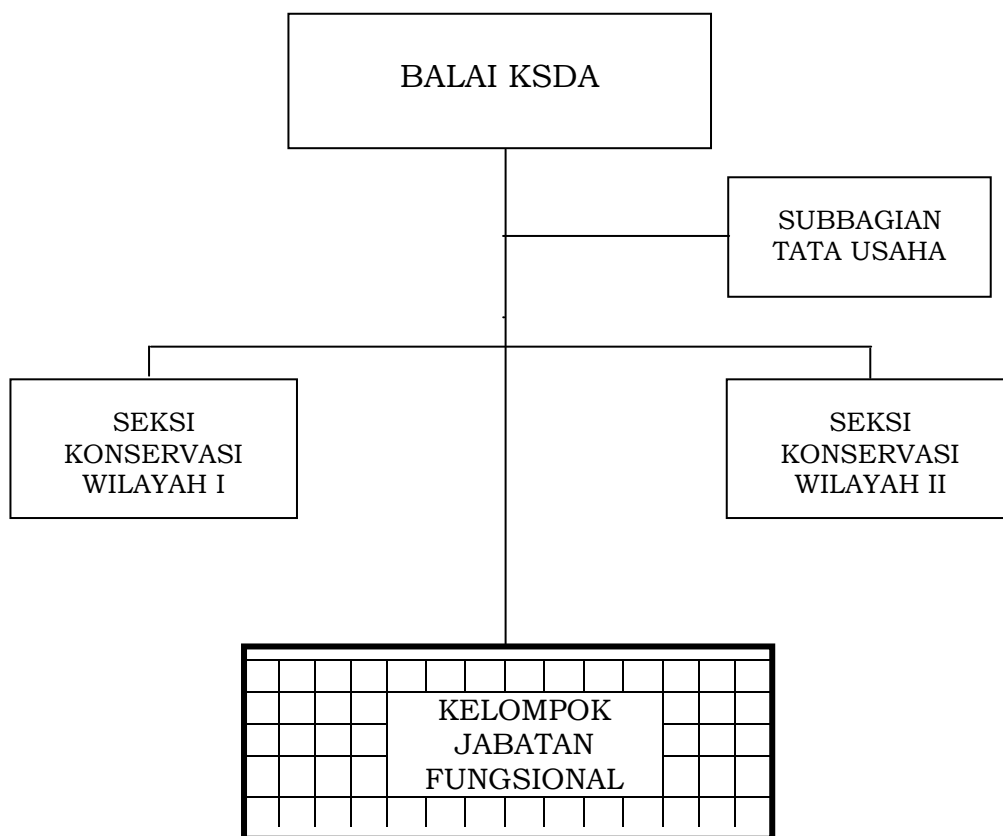 BALAI KSDA
SUBBAGIAN
TATA USAHA
SEKSI
KONSERVASI
WILAYAH I
SEKSI
KONSERVASI
WILAYAH II
KELOMPOK
JABATAN
FUNGSIONAL